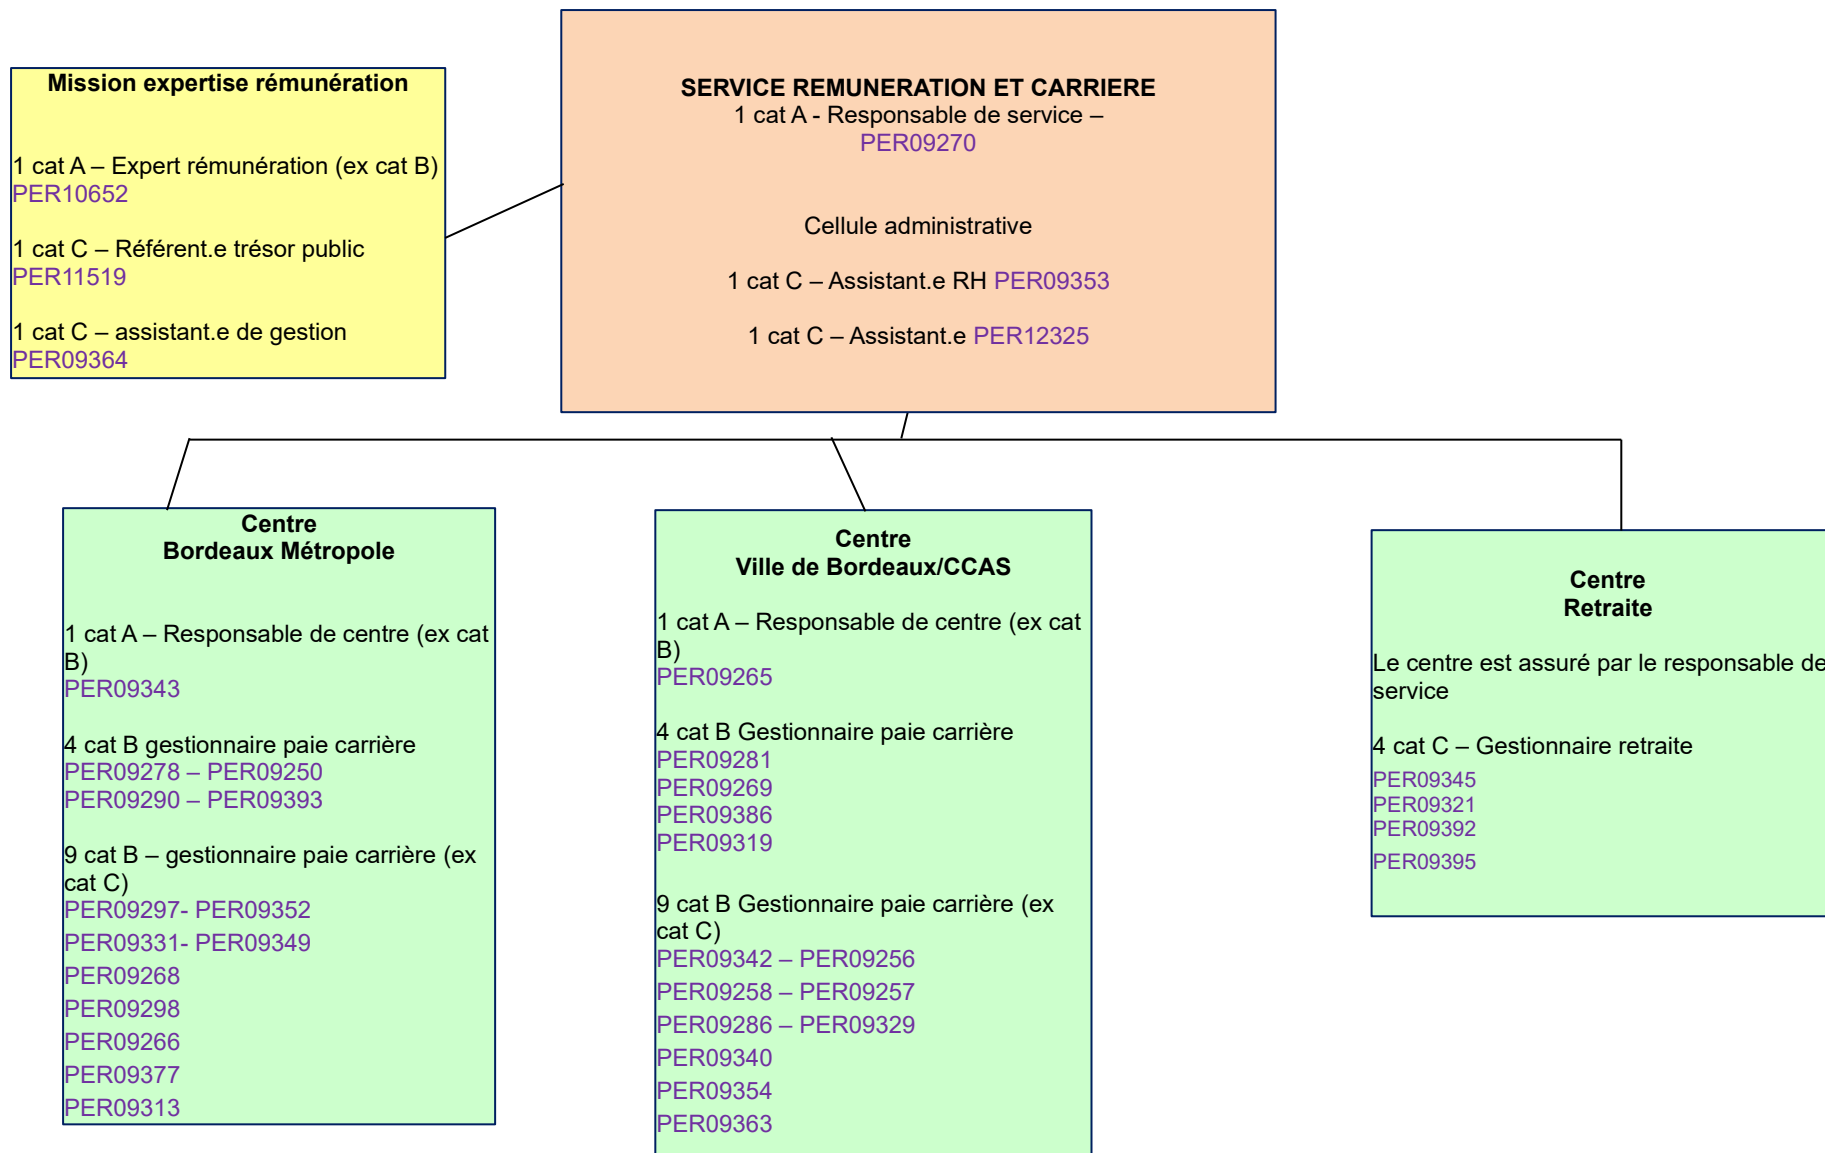 Mission expertise rémunération
1 cat A – Expert rémunération (ex cat B)
PER10652
1 cat C – Référent.e trésor public
PER11519
1 cat C – assistant.e de gestion
PER09364
SERVICE REMUNERATION ET CARRIERE
1 cat A - Responsable de service –
PER09270
Cellule administrative
1 cat C – Assistant.e RH PER09353
1 cat C – Assistant.e PER12325
Centre
Bordeaux Métropole
1 cat A – Responsable de centre (ex cat
B)
PER09343
4 cat B gestionnaire paie carrière
PER09278 – PER09250
PER09290 – PER09393
9 cat B – gestionnaire paie carrière (ex
cat C)
PER09297- PER09352
PER09331- PER09349
PER09268
PER09298
PER09266
PER09377
PER09313
Centre
Ville de Bordeaux/CCAS
1 cat A – Responsable de centre (ex cat
B)
PER09265
4 cat B Gestionnaire paie carrière
PER09281
PER09269
PER09386
PER09319
9 cat B Gestionnaire paie carrière (ex
cat C)
PER09342 – PER09256
PER09258 – PER09257
PER09286 – PER09329
PER09340
PER09354
PER09363
Centre
Retraite
Le centre est assuré par le responsable de
service
4 cat C – Gestionnaire retraite
PER09345
PER09321
PER09392
PER09395